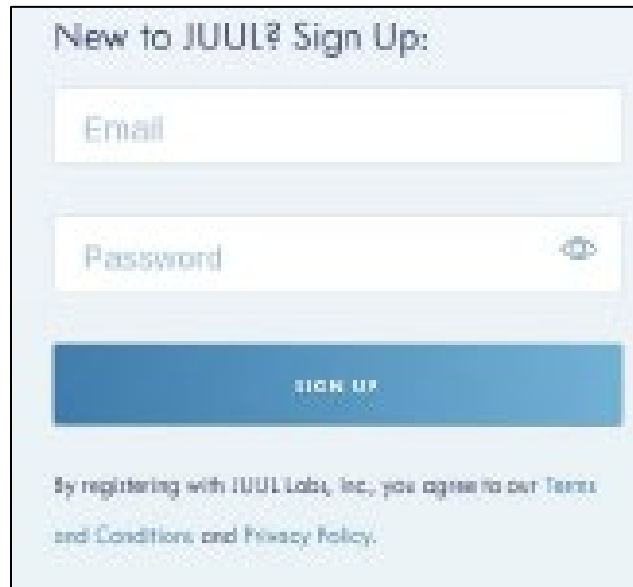 New to JUUL? Sign Up:
Email
Password
SIGN UP
By registering with JUUL Labs, Inc., you agree to our Terms
and Conditions and Privacy Policy.